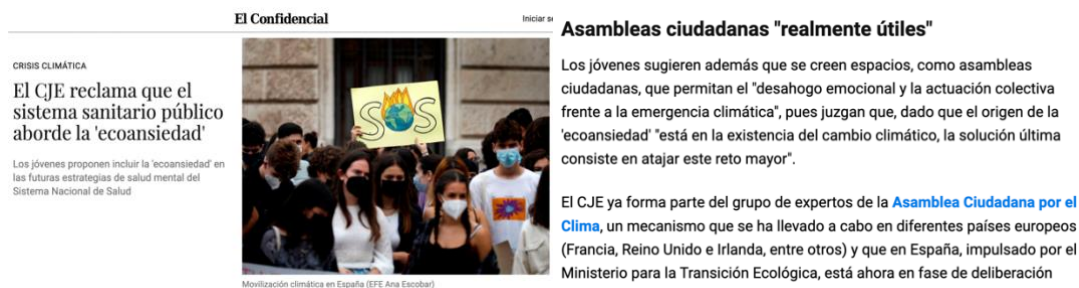 El Confidencial
Iniciar se
CRISIS CLIMÁTICA
El CJE reclama que el
sistema sanitario público
aborde la 'ecoansiedad'
Los jóvenes proponen incluir la 'ecoansiedad' en
las futuras estrategias de salud mental del
Sistema Nacional de Salud
SOS
Movilización climática en España (EFE Ana Escobar)
Asambleas ciudadanas "realmente útiles"
Los jóvenes sugieren además que se creen espacios, como asambleas
ciudadanas, que permitan el "desahogo emocional y la actuación colectiva
frente a la emergencia climática", pues juzgan que, dado que el origen de la
'ecoansiedad' "está en la existencia del cambio climático, la solución última
consiste en atajar este reto mayor".
El CJE ya forma parte del grupo de expertos de la Asamblea Ciudadana por el
Clima, un mecanismo que se ha llevado a cabo en diferentes países europeos
(Francia, Reino Unido e Irlanda, entre otros) y que en España, impulsado por el
Ministerio para la Transición Ecológica, está ahora en fase de deliberación